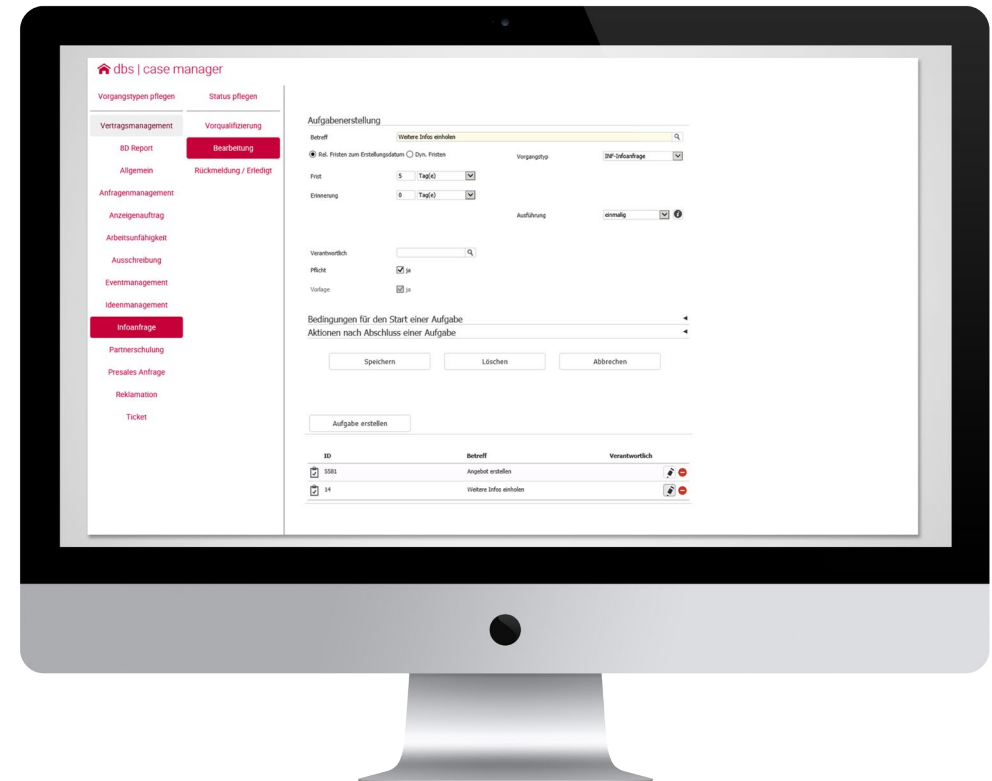 dbs | case manager
Vorgangstypen pflegen
Status pflegen
Vertragsmanagement
BD Report
Allgemein
Anfragenmanagement
Anzeigenauftrag
Arbeitsunfähigkeit
Ausschreibung
Eventmanagement
Ideenmanagement
Infoanfrage
Partnerschulung
Presales Anfrage
Reklamation
Ticket
Vorqualifizierung
Bearbeitung
Rückmeldung / Erledigt
Aufgabenerstellung
Betreff Weitere Infos einholen
Rel. Fristen zum Erstellungsdatum Dyn. Fristen Vorgangstyp INF-Infoanfrage
Frist 5 Tag(e)
Erinnerung 0 Tag(e)
Ausführung einmalig
Verantwortlich
Pflicht ja
Vorlage ja
Bedingungen für den Start einer Aufgabe
Aktionen nach Abschluss einer Aufgabe
Speichern Löschen Abbrechen
Aufgabe erstellen
ID Betreff Verantwortlich
5581 Angebot erstellen
14 Weitere Infos einholen